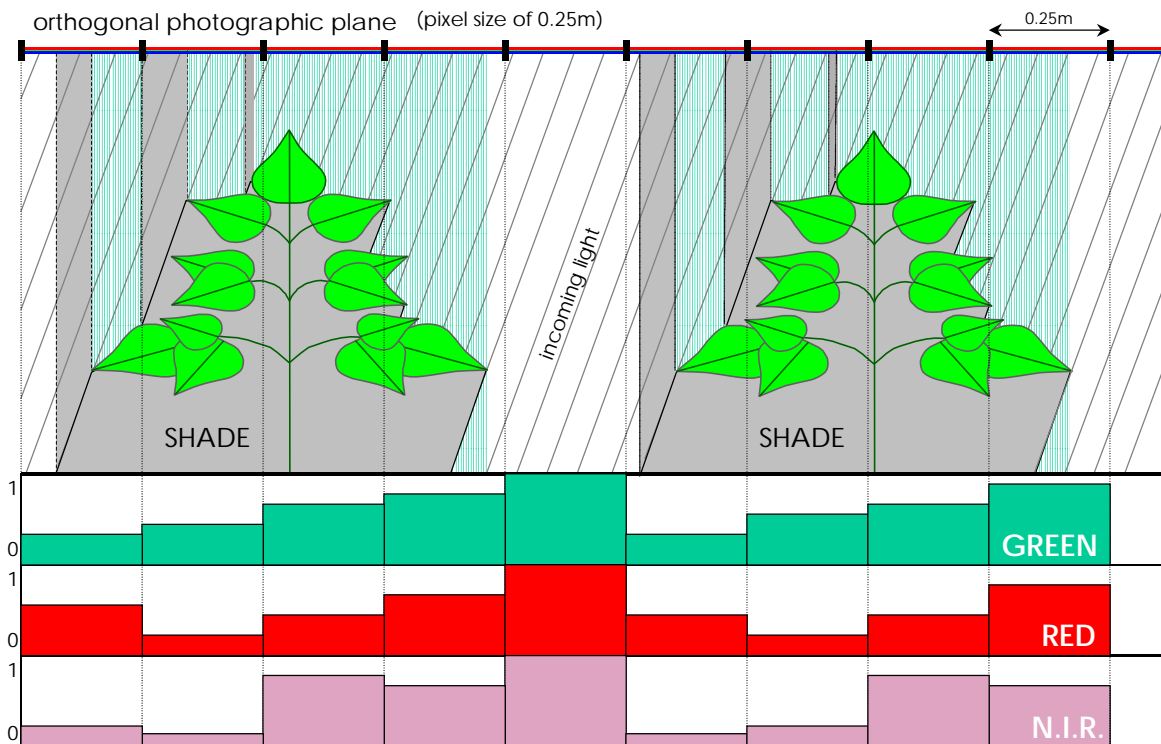 orthogonal photographic plane (pixel size of 0.25m)
0.25m
incoming light
SHADE
SHADE
1
0
GREEN
1
0
RED
1
0
N.I.R.